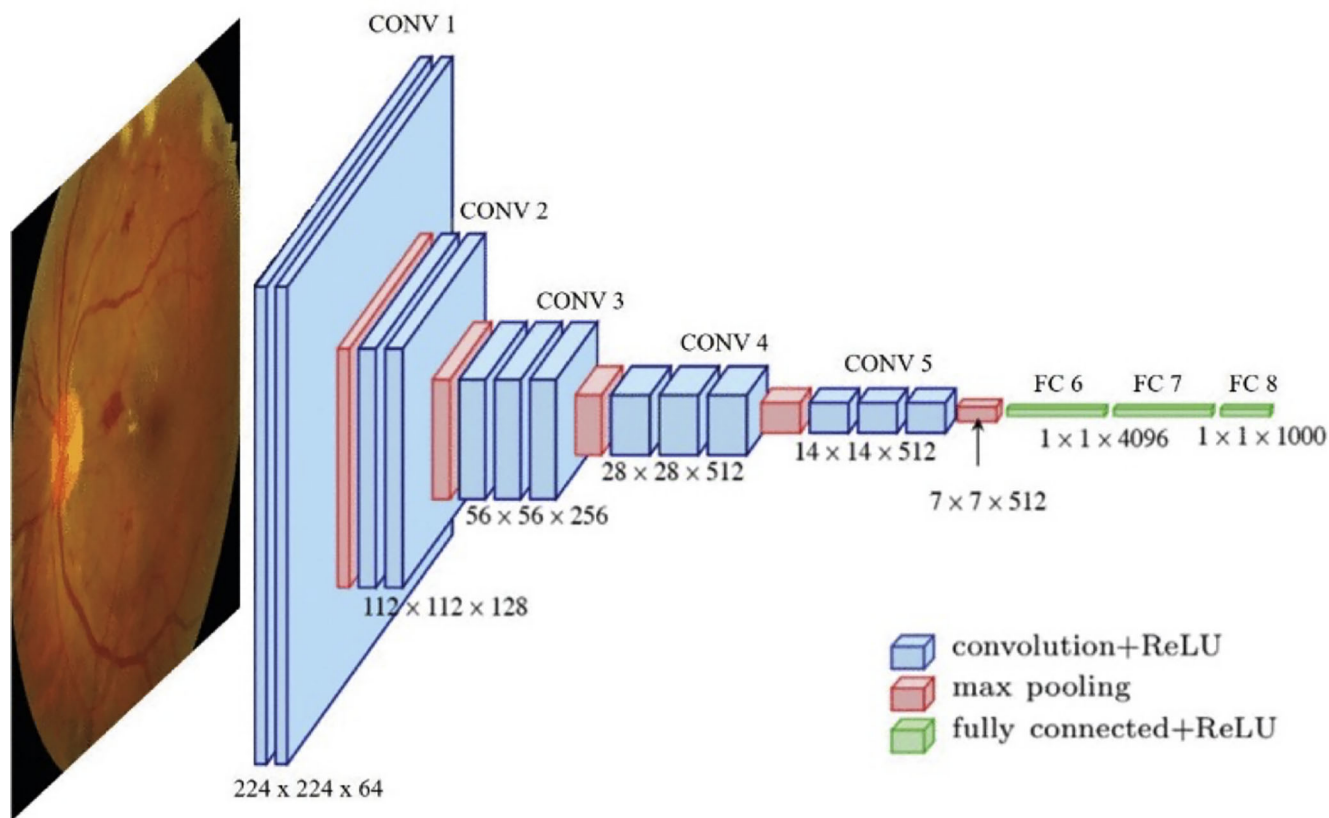 CONV 1
CONV 2
CONV 3
CONV 4
CONV 5
FC 6
FC 7
FC 8
1 × 1 × 4096
1 × 1 × 1000
28 × 28 × 512
14 × 14 × 512
7 × 7 × 512
56 × 56 × 256
112 × 112 × 128
224 x 224 x 64
convolution+ReLU
max pooling
fully connected+ReLU